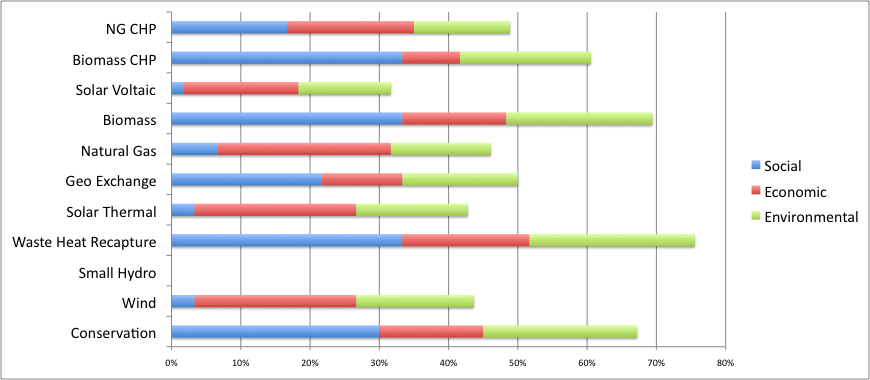 NG CHP
Biomass CHP
Solar Voltaic
Biomass
Natural Gas
Geo Exchange
Solar Thermal
Waste Heat Recapture
Small Hydro
Wind
Conservation
0% 10% 20% 30% 40% 50% 60% 70% 80%
Social
Economic
Environmental